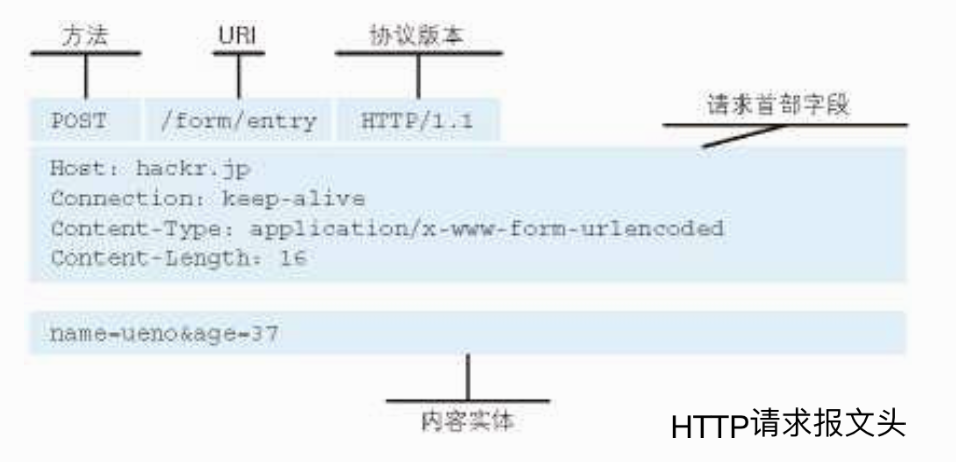 方法 URI 协议版本
POST /form/entry HTTP/1.1
请求首部字段
Host: hackr.jp
Connection: keep-alive
Content-Type: application/x-www-form-urlencoded
Content-Length: 16
name=ueno&age=37
内容实体
HTTP请求报文头